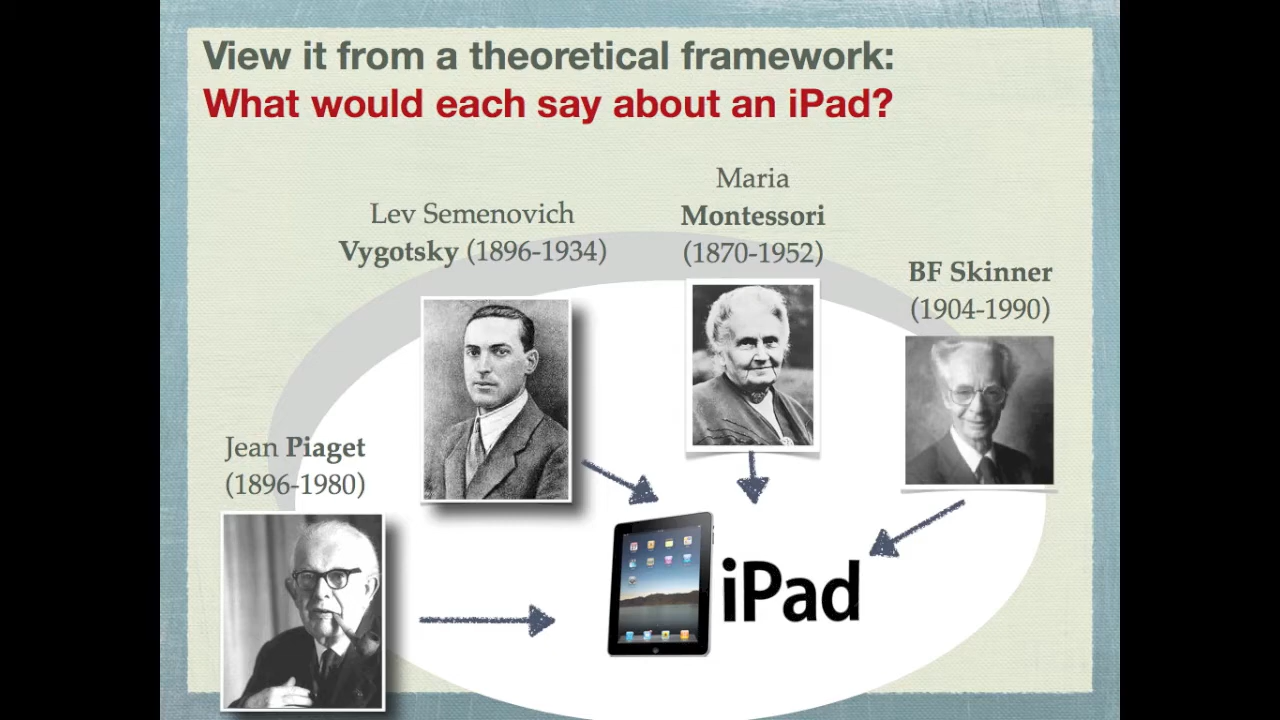 View it from a theoretical framework:
What would each say about an iPad?
Lev Semenovich
Vygotsky (1896-1934)
Maria
Montessori
(1870-1952)
BF Skinner
(1904-1990)
Jean Piaget
(1896-1980)
iPad